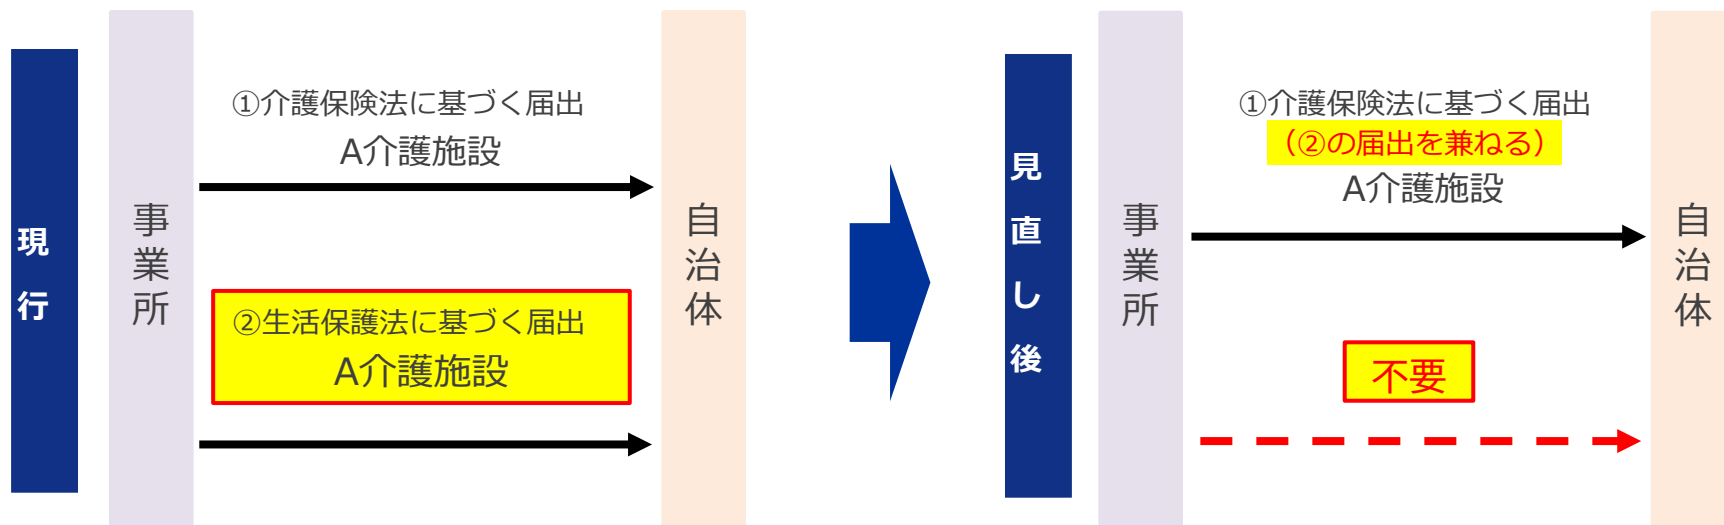 現行
事業所
①介護保険法に基づく届出
A介護施設
②生活保護法に基づく届出
A介護施設
自治体
見直し後
事業所
①介護保険法に基づく届出
（②の届出を兼ねる）
A介護施設
不要
自治体